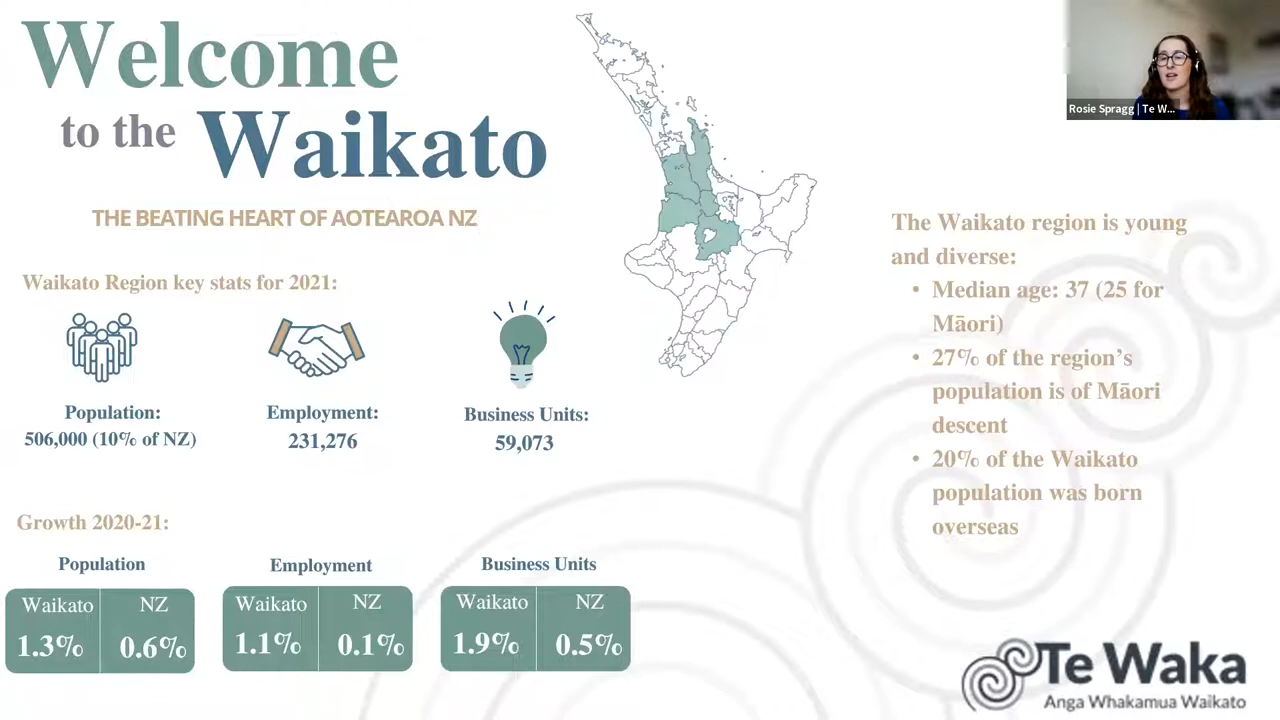 Welcome
to the Waikato
THE BEATING HEART OF AOTEAROA NZ
Waikato Region key stats for 2021:
Population:
506,000 (10% of NZ)
Employment:
231,276
Business Units:
59,073
Growth 2020-21:
Population
Waikato NZ
1.3% 0.6%
Employment
Waikato NZ
1.1% 0.1%
Business Units
Waikato NZ
1.9% 0.5%
Rosie Spragg | Te W...
The Waikato region is young
and diverse:
• Median age: 37 (25 for
Māori)
• 27% of the region’s
population is of Māori
descent
• 20% of the Waikato
population was born
overseas
Te Waka
Anga Whakamua Waikato